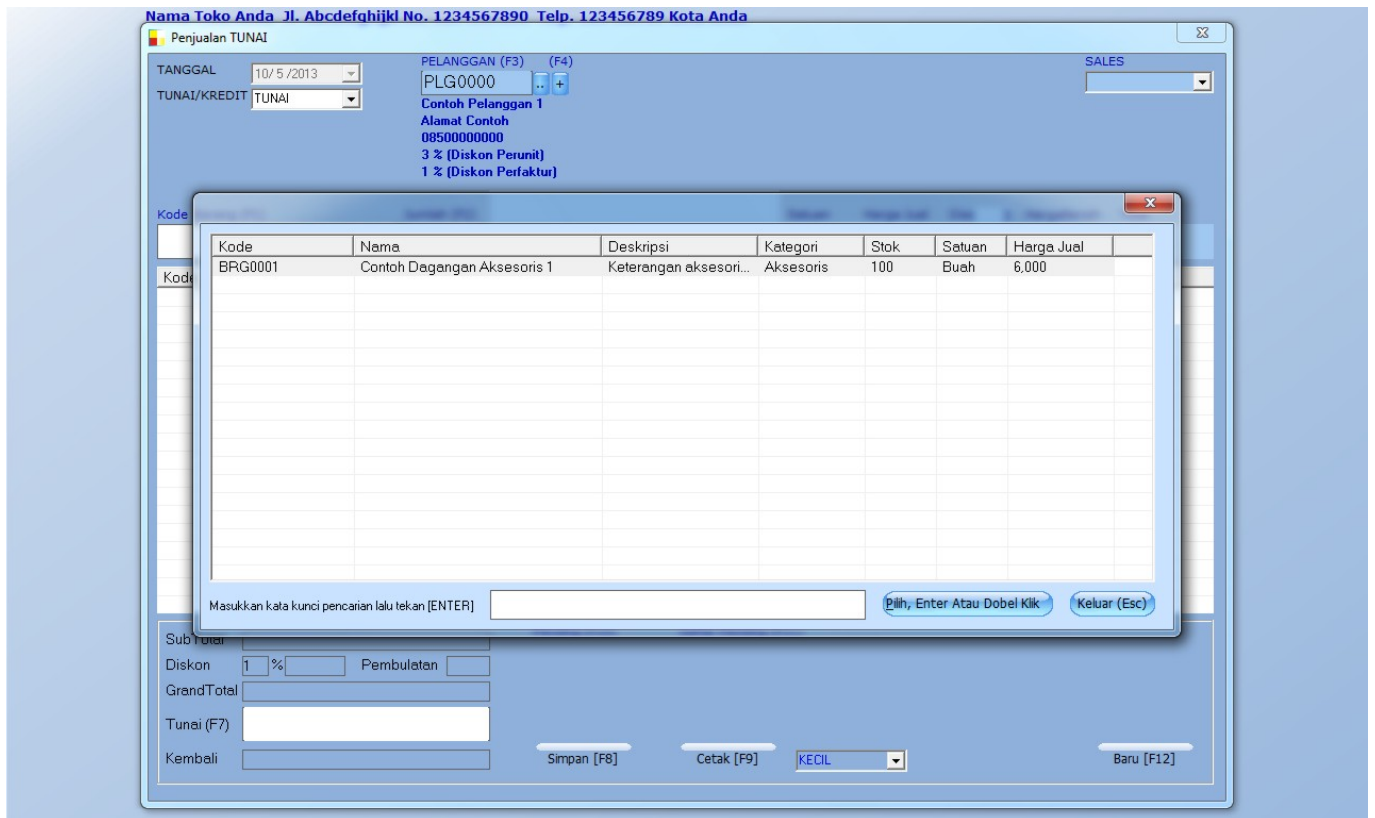 Nama Toko Anda Jl. Abcdefghijkl No. 1234567890 Telp. 123456789 Kota Anda
Penjualan TUNAI
TANGGAL 10/ 5 /2013 PELANGGAN (F3) (F4) SALES
TUNAI/KREDIT TUNAI PLG0000 .. +
Contoh Pelanggan 1
Alamat Contoh
08500000000
3 % (Diskon Perunit)
1 % (Diskon Perfaktur)
Kode
Kode Nama Deskripsi Kategori Stok Satuan Harga Jual
BRG0001 Contoh Dagangan Aksesoris 1 Keterangan aksesori... Aksesoris 100 Buah 6,000
Kode
Masukkan kata kunci pencarian lalu tekan [ENTER] Pilih, Enter Atau Dobel Klik Keluar (Esc)
SubTotal
Diskon 1 % Pembulatan
GrandTotal
Tunai (F7)
Kembali Simpan [F8] Cetak [F9] KECIL Baru [F12]